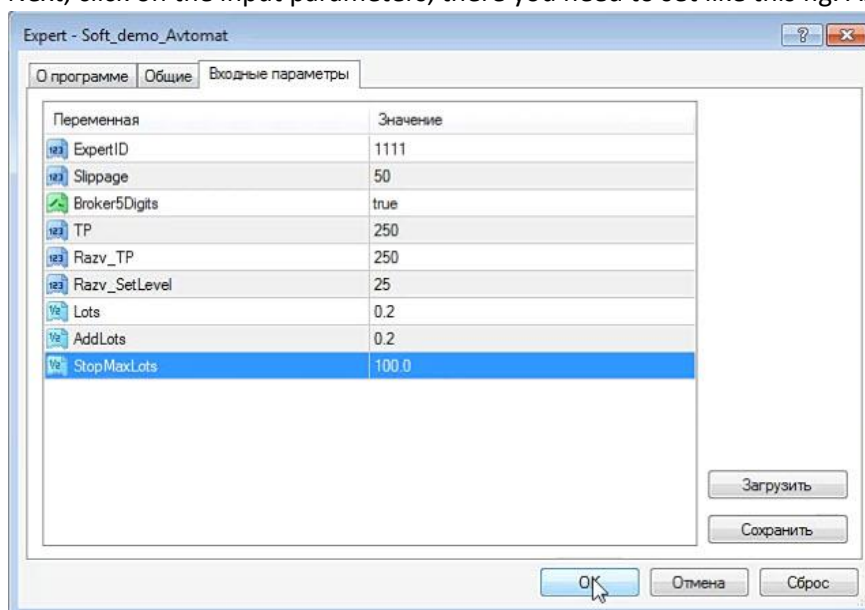 Next, click on the input parameters, there you need to set like this fig.
Expert - Soft_demo_Avtomat
О программе Общие Входные параметры
Переменная Значение
ExpertID 1111
Slippage 50
Broker5Digits true
TP 250
Razv_TP 250
Razv_SetLevel 25
Lots 0.2
AddLots 0.2
StopMaxLots 100.0
Загрузить
Сохранить
OK Отмена Сброс